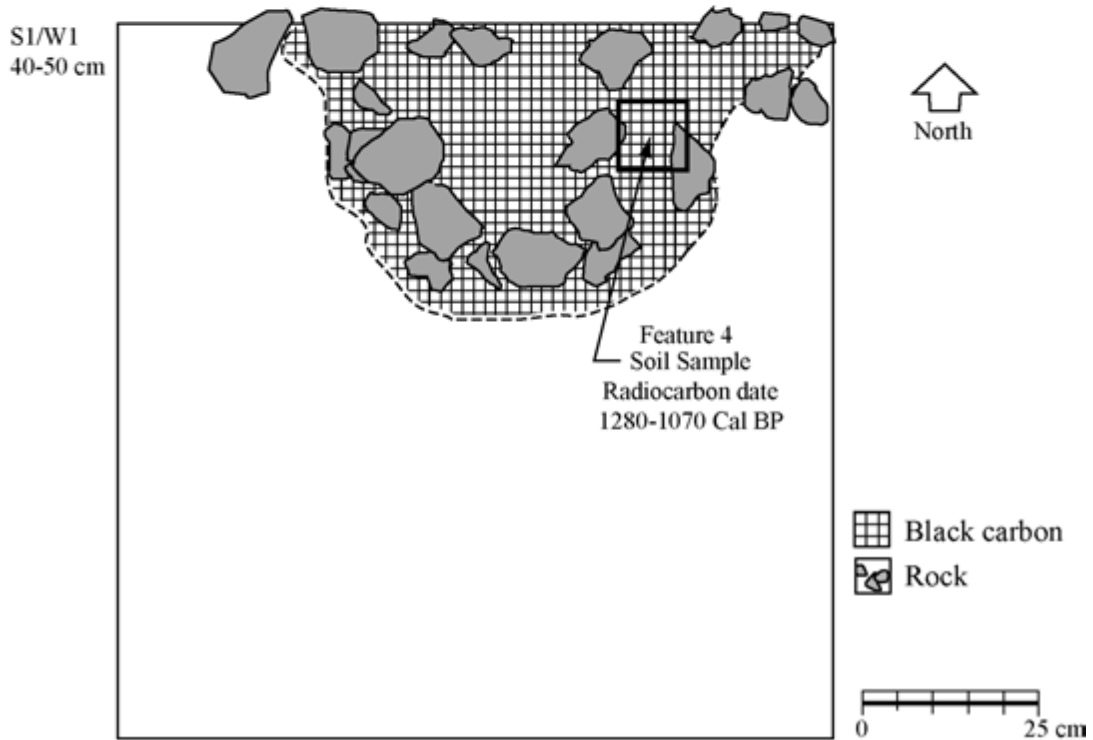 S1/W1
40-50 cm
North
Feature 4
Soil Sample
Radiocarbon date
1280-1070 Cal BP
Black carbon
Rock
0 25 cm